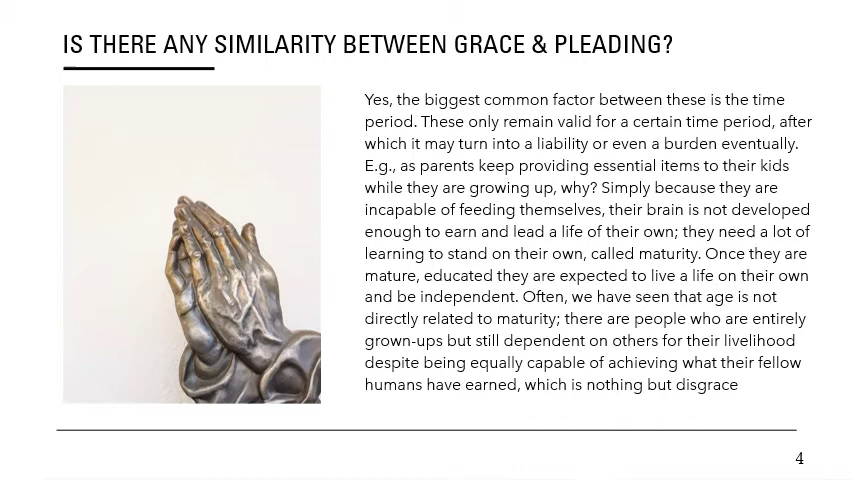 IS THERE ANY SIMILARITY BETWEEN GRACE & PLEADING?
Yes, the biggest common factor between these is the time
period. These only remain valid for a certain time period, after
which it may turn into a liability or even a burden eventually.
E.g., as parents keep providing essential items to their kids
while they are growing up, why? Simply because they are
incapable of feeding themselves, their brain is not developed
enough to earn and lead a life of their own; they need a lot of
learning to stand on their own, called maturity. Once they are
mature, educated they are expected to live a life on their own
and be independent. Often, we have seen that age is not
directly related to maturity; there are people who are entirely
grown-ups but still dependent on others for their livelihood
despite being equally capable of achieving what their fellow
humans have earned, which is nothing but disgrace
4